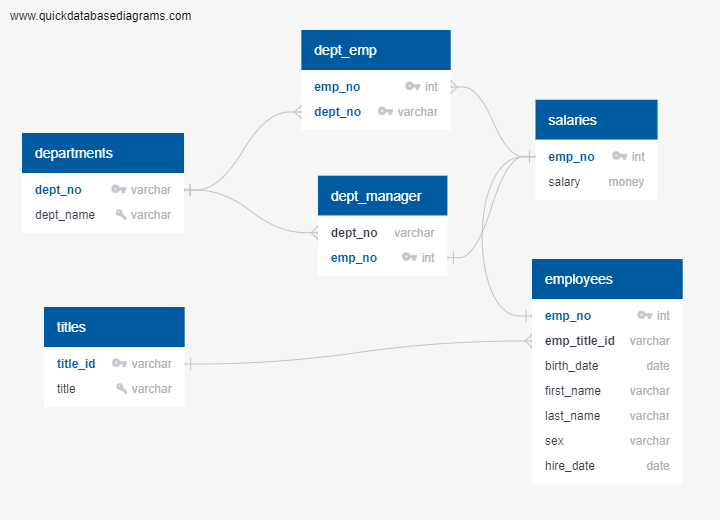 www.quickdatabasediagrams.com
dept_emp
emp_no int
dept_no varchar
departments
dept_no varchar
dept_name varchar
dept_manager
dept_no varchar
emp_no int
salaries
emp_no int
salary money
titles
title_id varchar
title varchar
employees
emp_no int
emp_title_id varchar
birth_date date
first_name varchar
last_name varchar
sex varchar
hire_date date